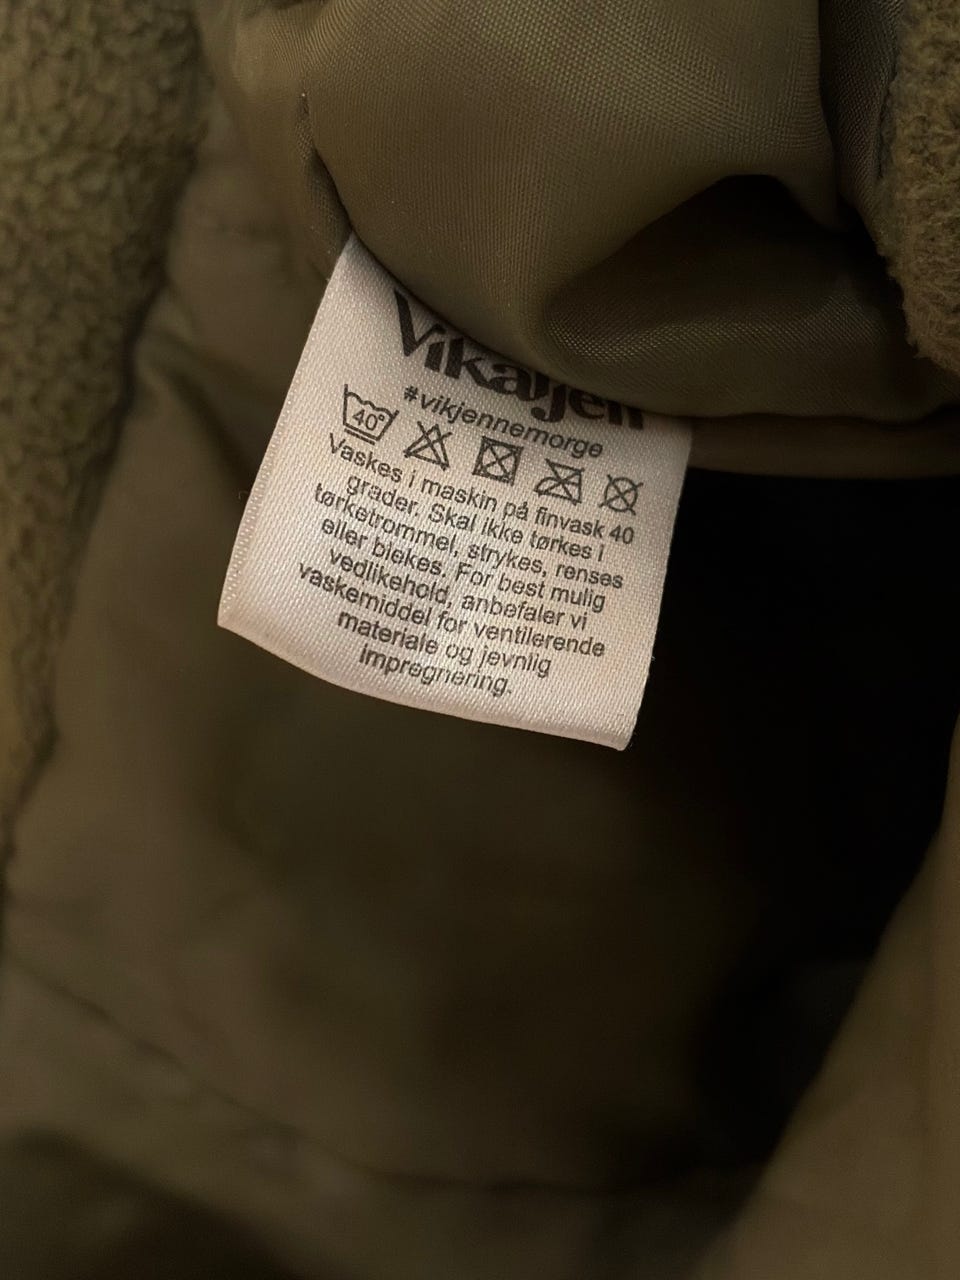 Vikafjell
#vikjennemorge
40°
Vaskes i maskin på finvask 40
grader. Skal ikke tørkes i
tørketrommel, strykes, renses
eller blekes. For best mulig
vedlikehold, anbefaler vi
vaskemiddel for ventilerende
materiale og jevnlig
impregnering.